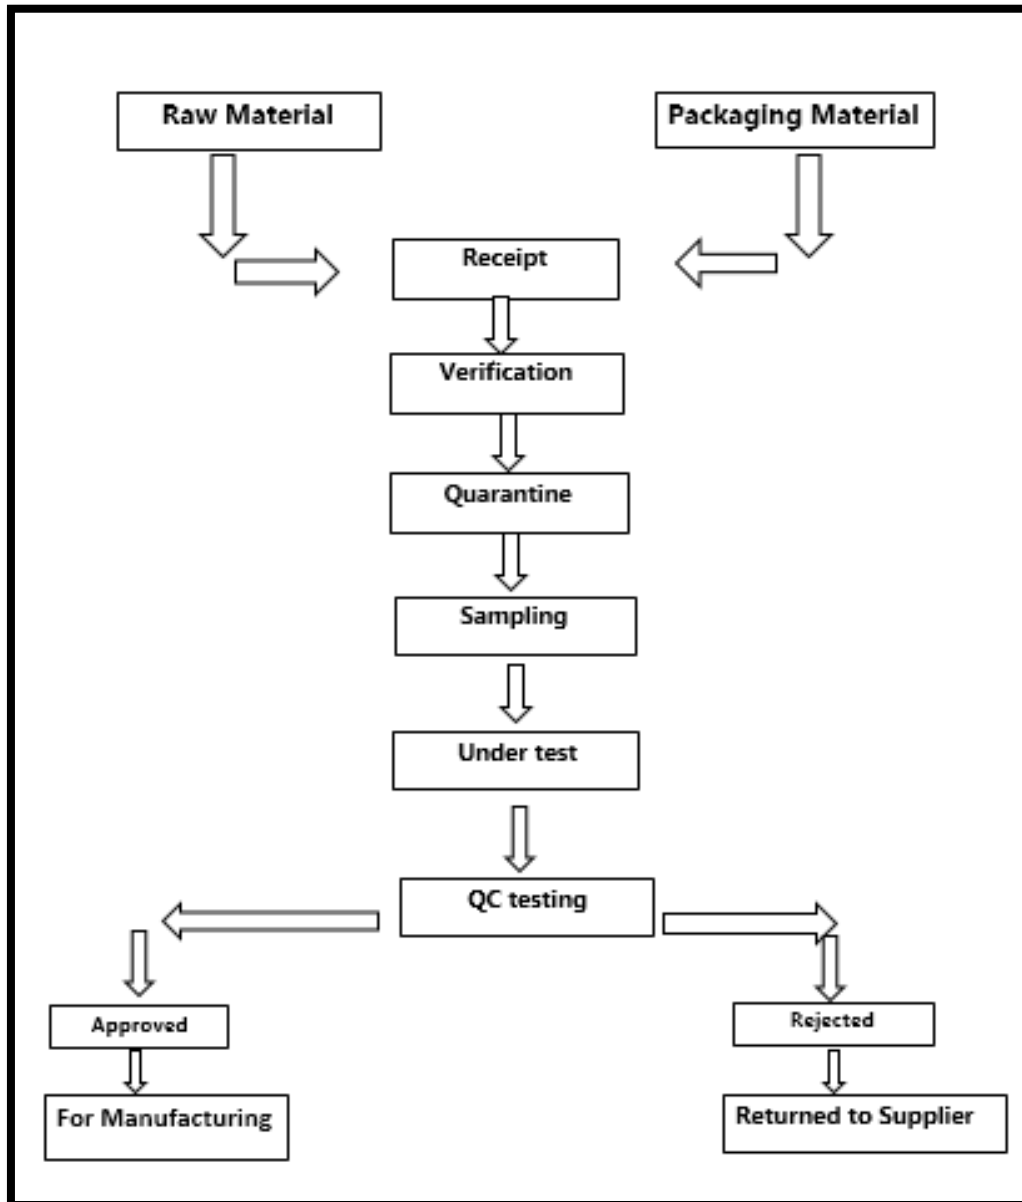 Raw Material
Packaging Material
Receipt
Verification
Quarantine
Sampling
Under test
QC testing
Approved
Rejected
For Manufacturing
Returned to Supplier